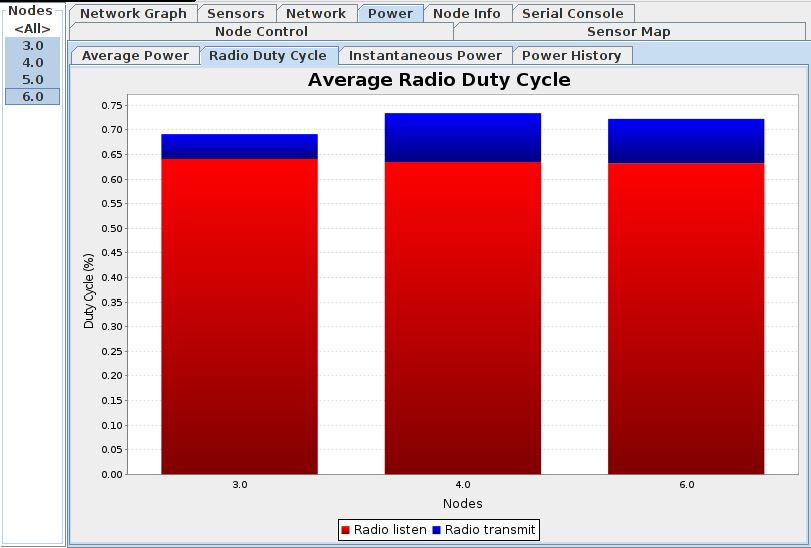 Nodes
<All>
3.0
4.0
5.0
6.0
Network Graph Sensors Network Power Node Info Serial Console
Node Control Sensor Map
Average Power Radio Duty Cycle Instantaneous Power Power History
Average Radio Duty Cycle
Duty Cycle (%)
0.75
0.70
0.65
0.60
0.55
0.50
0.45
0.40
0.35
0.30
0.25
0.20
0.15
0.10
0.05
0.00
3.0 4.0 6.0
Nodes
Radio listen Radio transmit